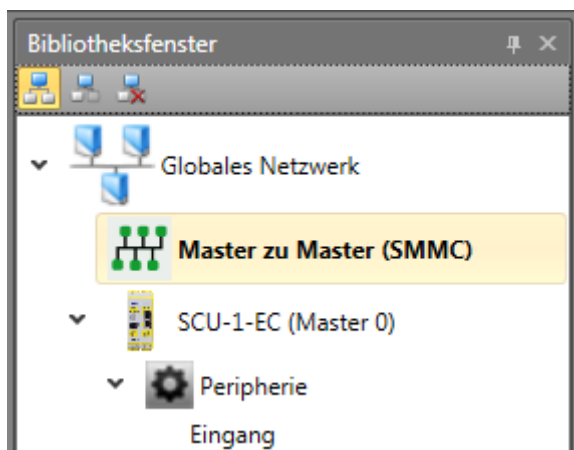 Bibliotheksfenster
Globales Netzwerk
Master zu Master (SMMC)
SCU-1-EC (Master 0)
Peripherie
Eingang